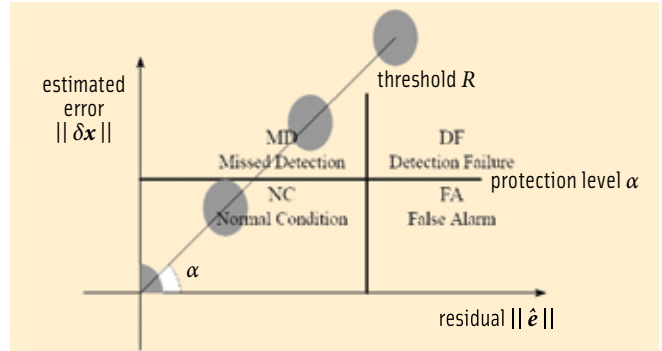 estimated
error
|| δx ||
threshold R
MD
Missed Detection
DF
Detection Failure
protection level α
NC
Normal Condition
FA
False Alarm
α
residual || ê ||